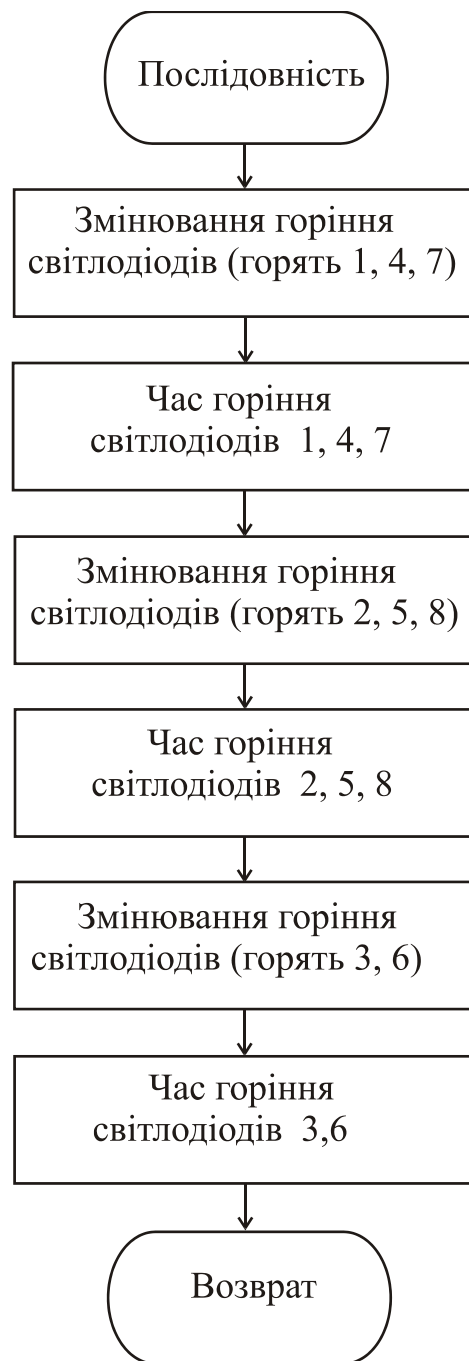 Послідовність
Змінювання горіння
світлодіодів (горять 1, 4, 7)
Час горіння
світлодіодів 1, 4, 7
Змінювання горіння
світлодіодів (горять 2, 5, 8)
Час горіння
світлодіодів 2, 5, 8
Змінювання горіння
світлодіодів (горять 3, 6)
Час горіння
світлодіодів 3,6
Возврат